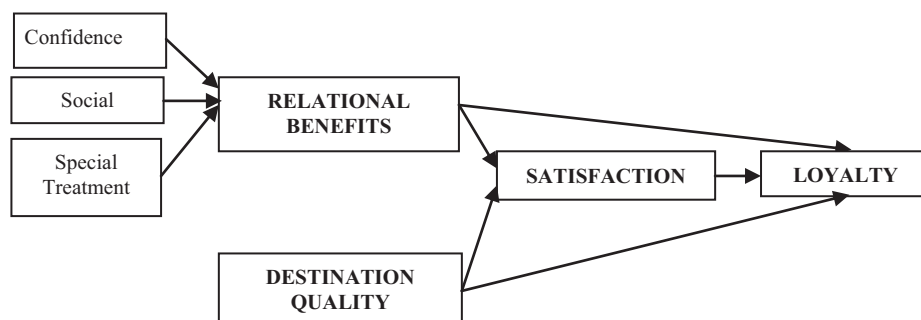 Confidence
Social
Special
Treatment
RELATIONAL
BENEFITS
SATISFACTION
LOYALTY
DESTINATION
QUALITY